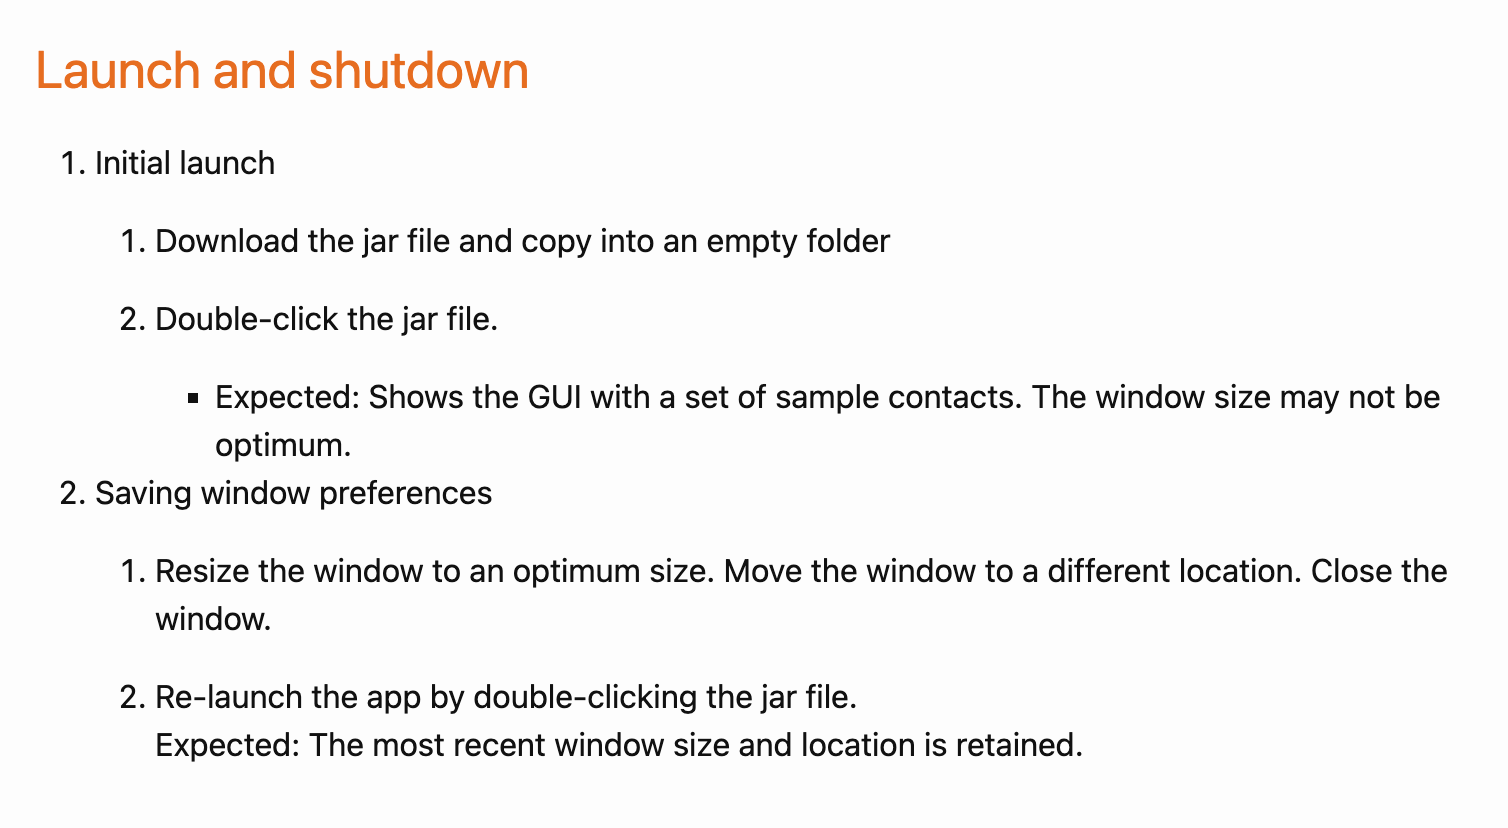 Launch and shutdown
1. Initial launch
1. Download the jar file and copy into an empty folder
2. Double-click the jar file.
▪ Expected: Shows the GUI with a set of sample contacts. The window size may not be
optimum.
2. Saving window preferences
1. Resize the window to an optimum size. Move the window to a different location. Close the
window.
2. Re-launch the app by double-clicking the jar file.
Expected: The most recent window size and location is retained.